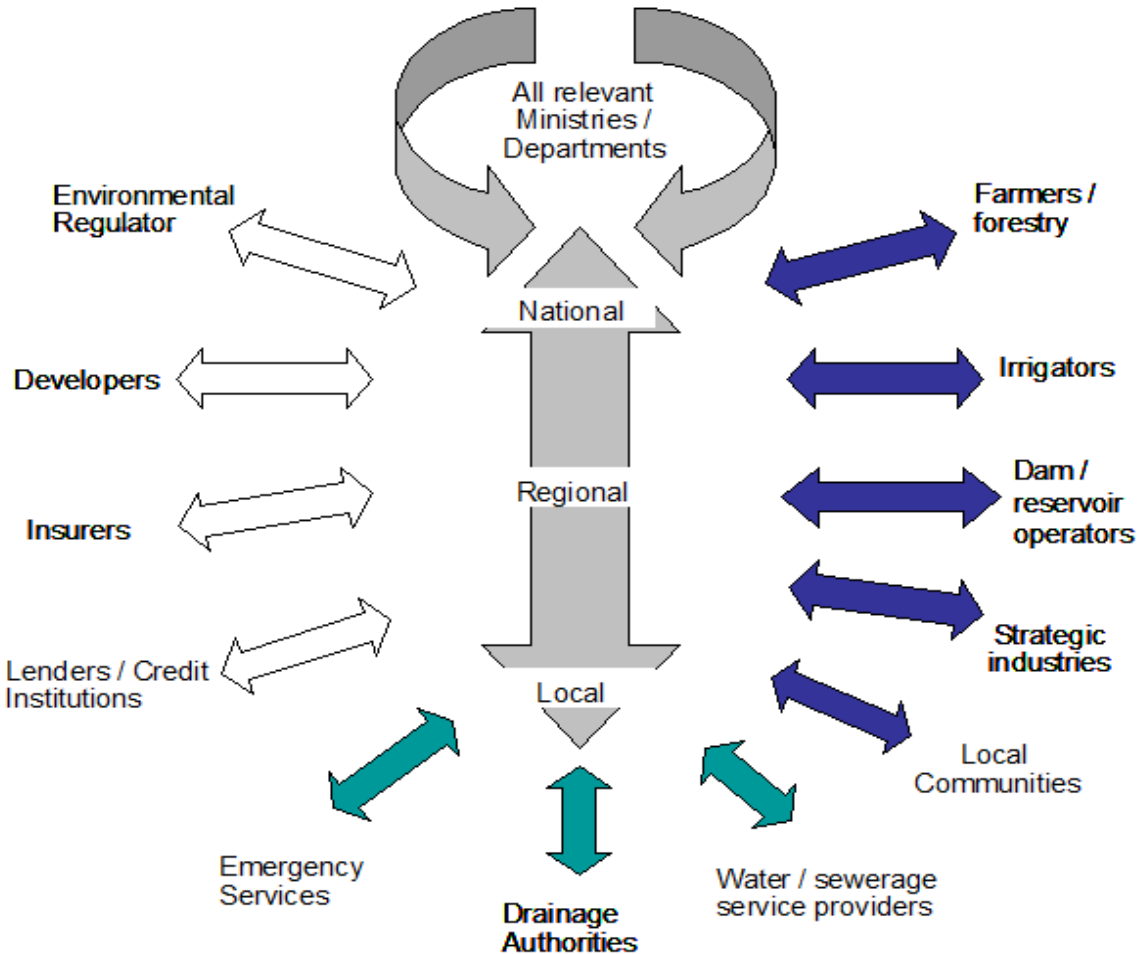 All relevant
Ministries /
Departments
Environmental
Regulator
Farmers /
forestry
National
Developers
Irrigators
Regional
Insurers
Dam /
reservoir
operators
Strategic
industries
Lenders / Credit
Institutions
Local
Local
Communities
Emergency
Services
Drainage
Authorities
Water / sewerage
service providers